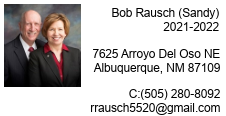 Bob Rausch (Sandy)
2021-2022
7625 Arroyo Del Oso NE
Albuquerque, NM 87109
C:(505) 280-8092
rrausch5520@gmail.com